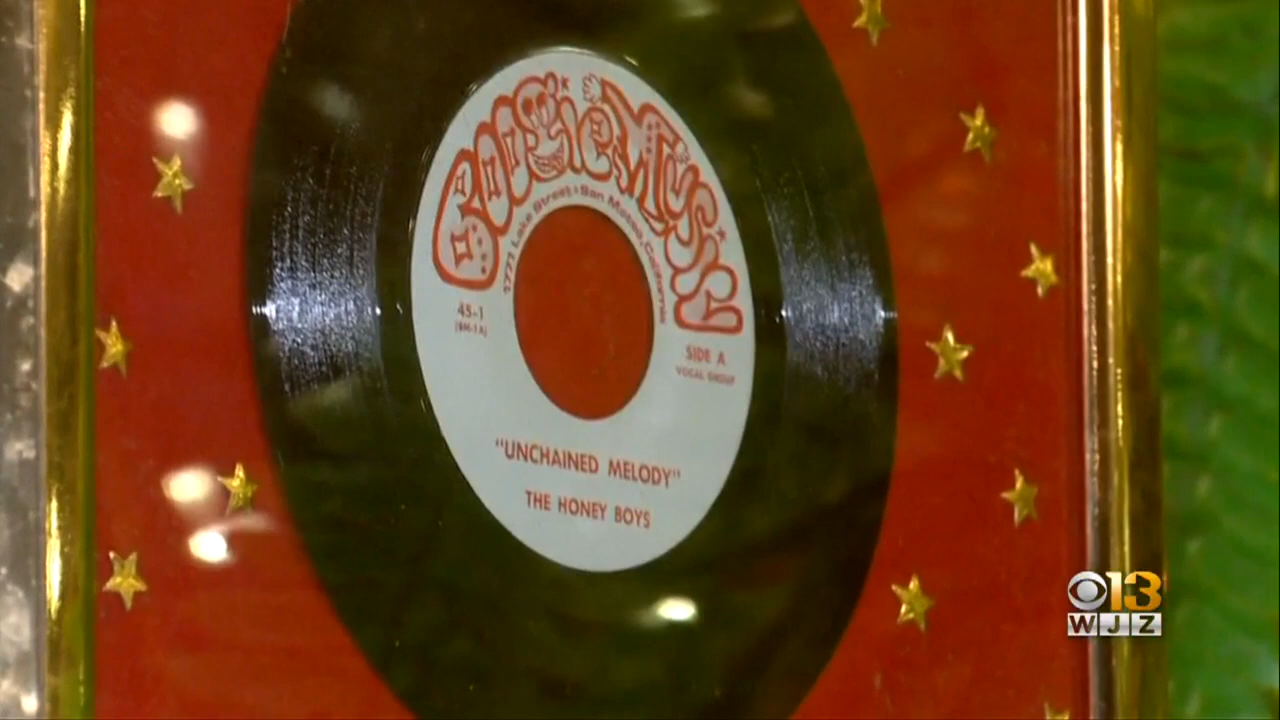 Boogie Music
1771 Lake Street • San Mateo, California
45-1
(BM-1A)
SIDE A
VOCAL GROUP
"UNCHAINED MELODY"
THE HONEY BOYS
13
WJZ